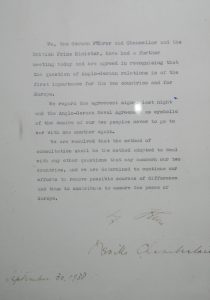 We, the German Führer and Chancellor and the
British Prime Minister, have had a further
meeting today and are agreed in recognising that
the question of Anglo-German relations is of the
first importance for the two countries and for
Europe.
We regard the agreement signed last night
and the Anglo-German Naval Agreement as symbolic
of the desire of our two peoples never to go to
war with one another again.
We are resolved that the method of
consultation shall be the method adopted to deal
with any other questions that may concern our two
countries, and we are determined to continue our
efforts to remove possible sources of difference
and thus to contribute to assure the peace of
Europe.
Neville Chamberlain
September 30, 1938